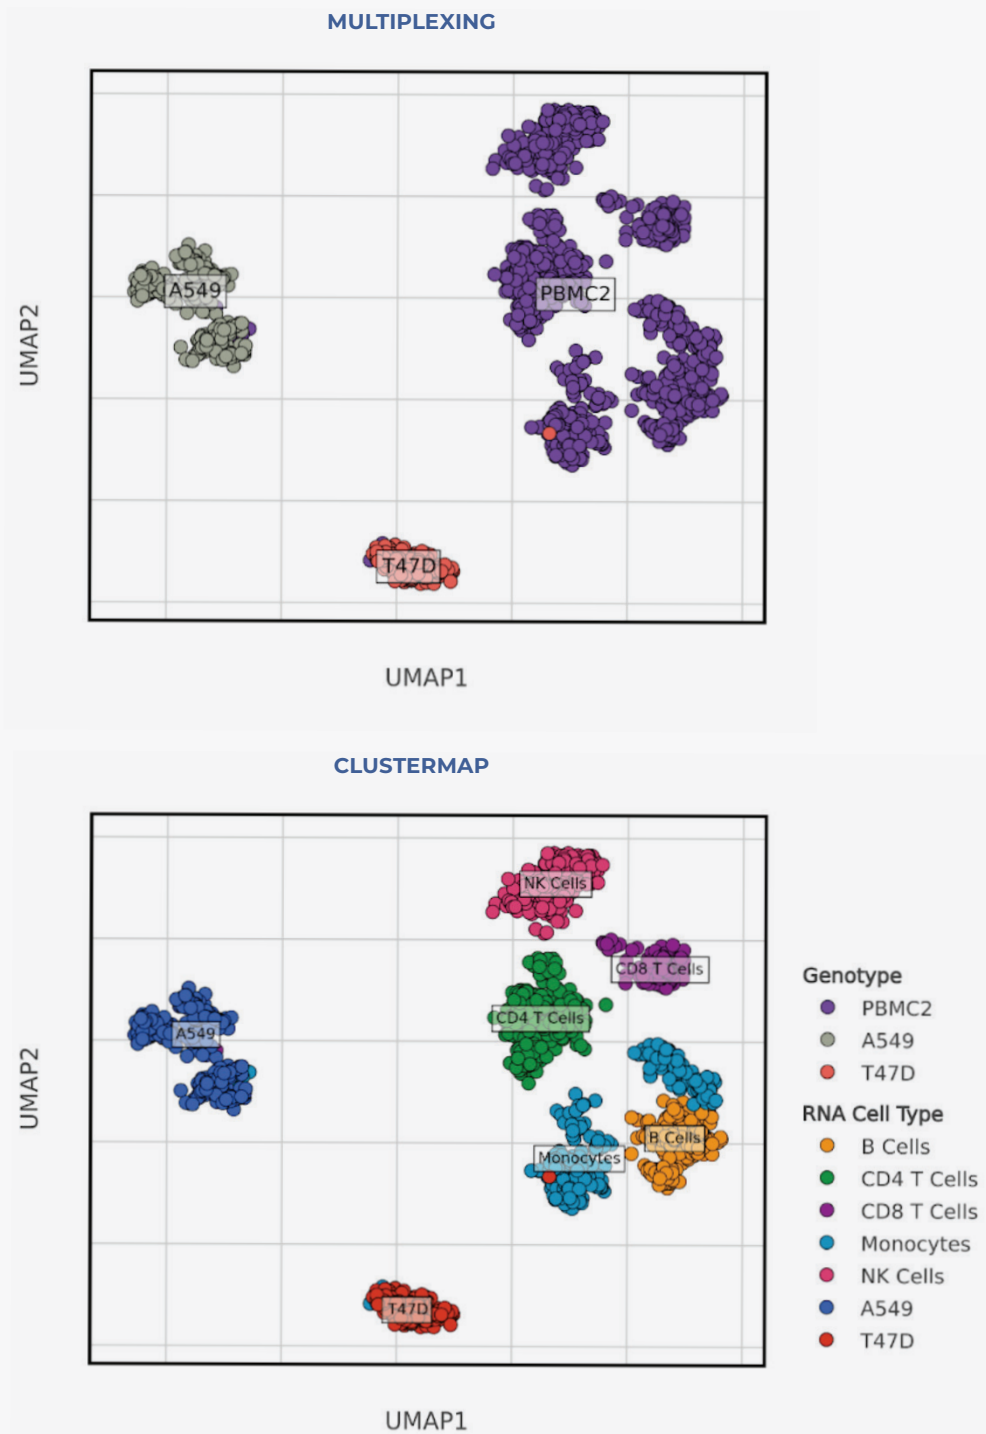 MULTIPLEXING
A549
PBMC2
T47D
UMAP2
UMAP1
CLUSTERMAP
NK Cells
CD8 T Cells
CD4 T Cells
A549
B Cells
Monocytes
T47D
UMAP2
UMAP1
Genotype
PBMC2
A549
T47D
RNA Cell Type
B Cells
CD4 T Cells
CD8 T Cells
Monocytes
NK Cells
A549
T47D